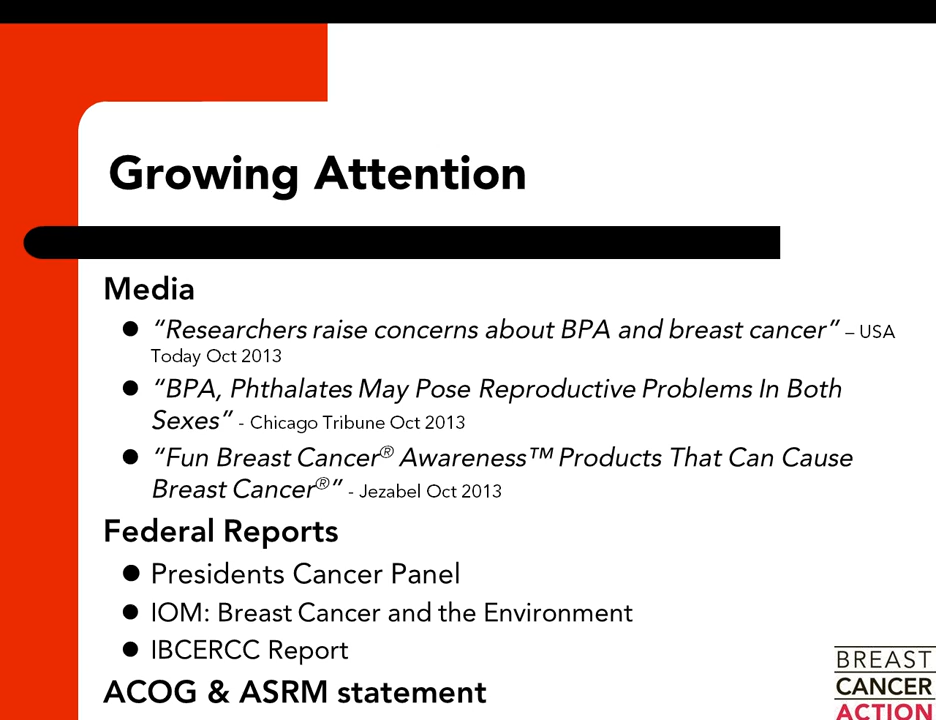 Growing Attention
Media
● “Researchers raise concerns about BPA and breast cancer” – USA
Today Oct 2013
● “BPA, Phthalates May Pose Reproductive Problems In Both
Sexes” - Chicago Tribune Oct 2013
● “Fun Breast Cancer® Awareness™ Products That Can Cause
Breast Cancer®” - Jezabel Oct 2013
Federal Reports
● Presidents Cancer Panel
● IOM: Breast Cancer and the Environment
● IBCERCC Report
ACOG & ASRM statement
BREAST
CANCER
ACTION